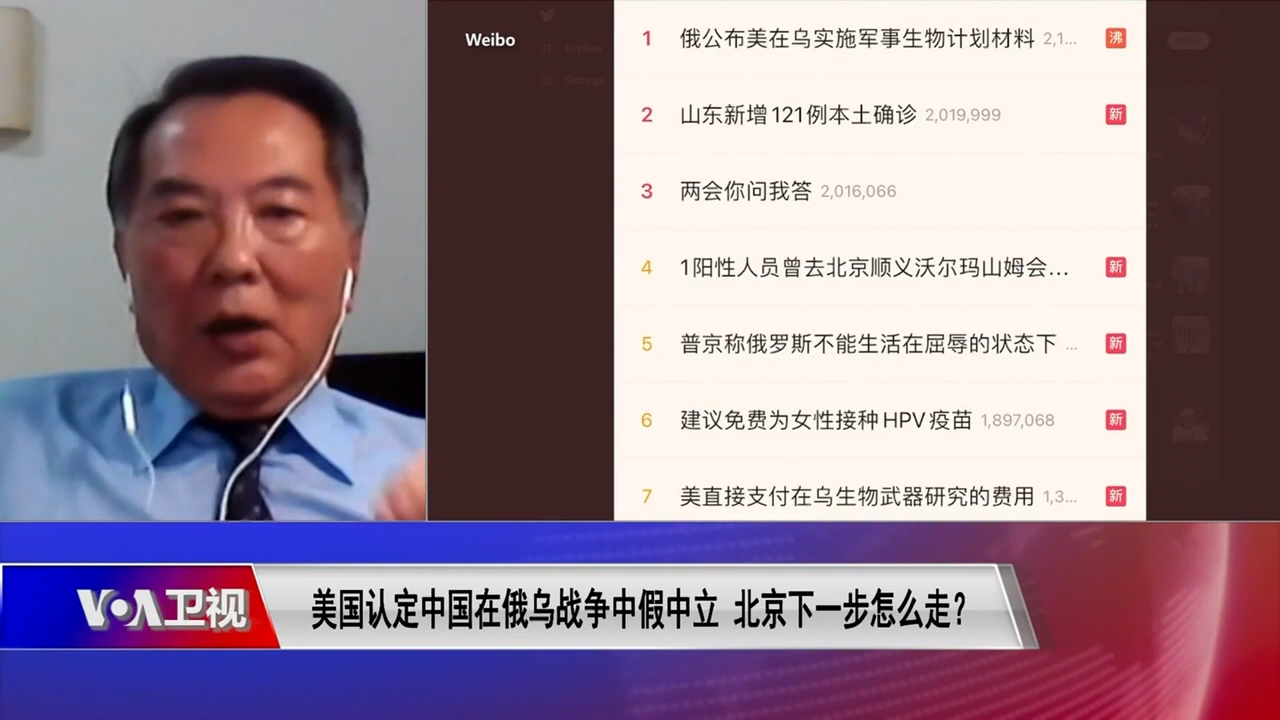 Weibo
1 俄公布美在乌实施军事生物计划材料 2,1... 沸
2 山东新增121例本土确诊 2,019,999 新
3 两会你问我答 2,016,066
4 1阳性人员曾去北京顺义沃尔玛山姆会... 新
5 普京称俄罗斯不能生活在屈辱的状态下 ... 新
6 建议免费为女性接种HPV疫苗 1,897,068 新
7 美直接支付在乌生物武器研究的费用 1,3... 新
Explore
Settings
VOA卫视 美国认定中国在俄乌战争中假中立 北京下一步怎么走?